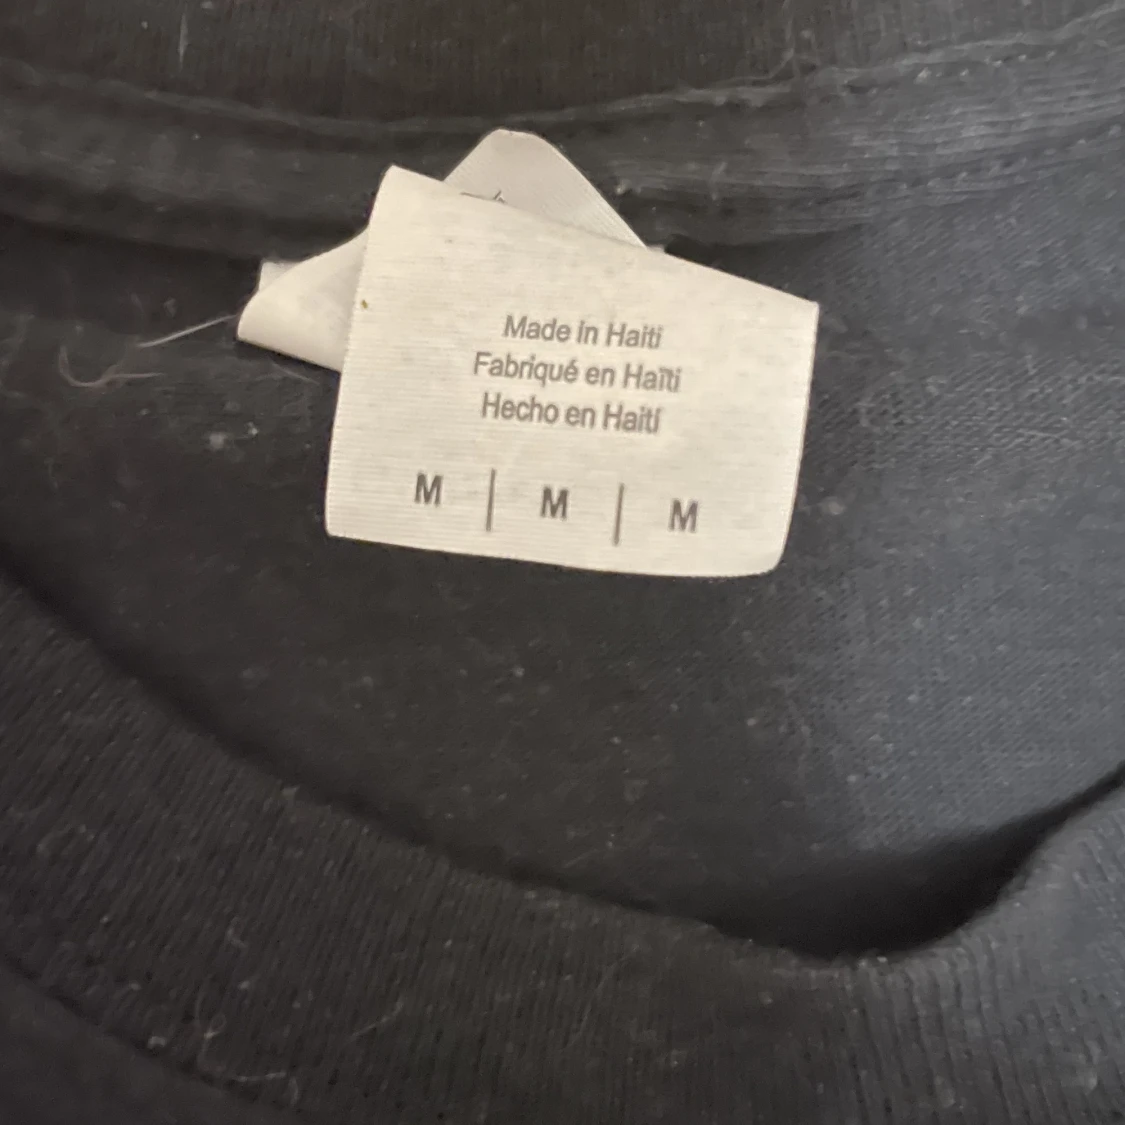 Made in Haiti
Fabriqué en Haïti
Hecho en Haití
M | M | M